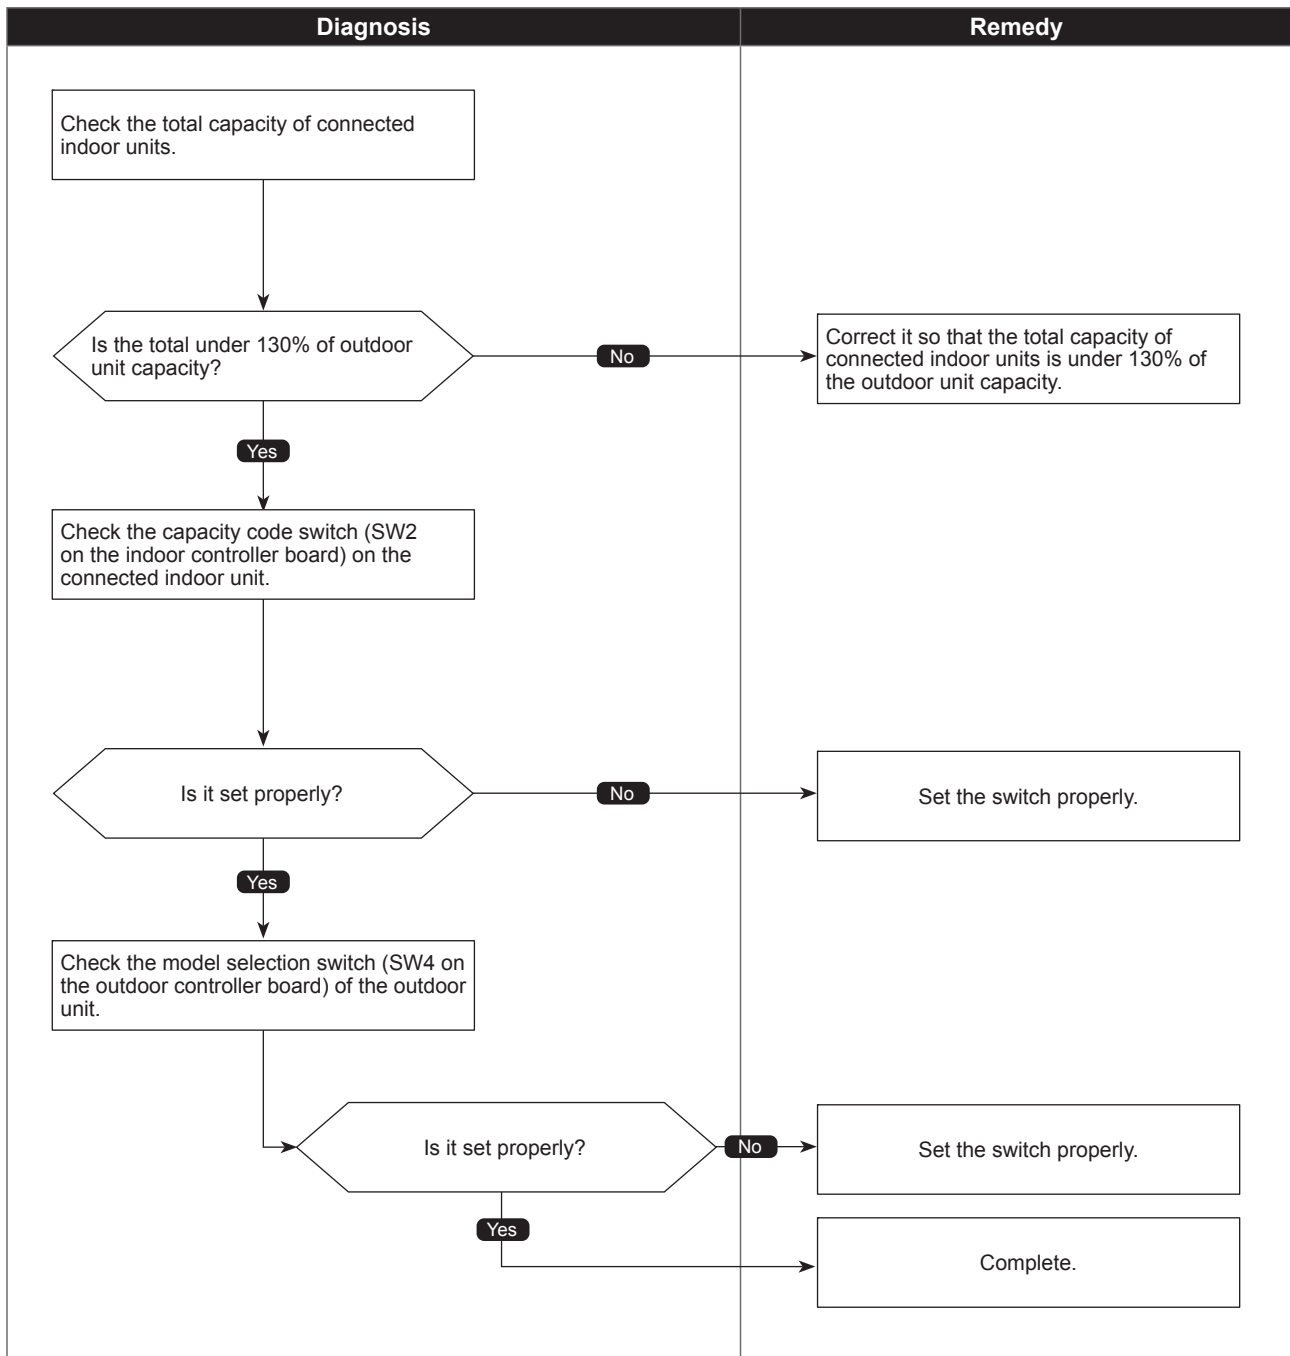 Diagnosis
Remedy
Check the total capacity of connected
indoor units.
Is the total under 130% of outdoor
unit capacity?
No
Correct it so that the total capacity of
connected indoor units is under 130% of
the outdoor unit capacity.
Yes
Check the capacity code switch (SW2
on the indoor controller board) on the
connected indoor unit.
Is it set properly?
No
Set the switch properly.
Yes
Check the model selection switch (SW4 on
the outdoor controller board) of the outdoor
unit.
Is it set properly?
No
Set the switch properly.
Yes
Complete.